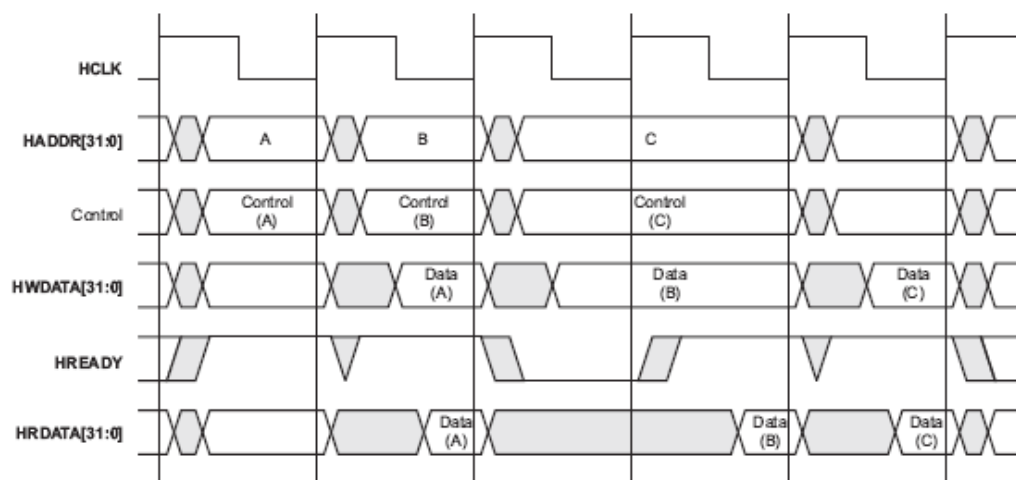 HCLK
HADDR[31:0]
A
B
C
Control
Control
(A)
Control
(B)
Control
(C)
HWDATA[31:0]
Data
(A)
Data
(B)
Data
(C)
HREADY
HRDATA[31:0]
Data
(A)
Data
(B)
Data
(C)